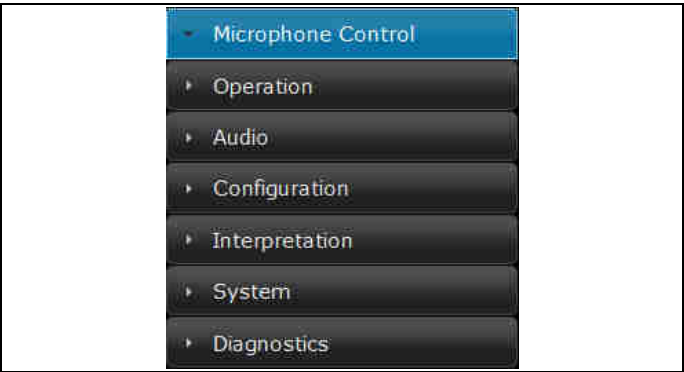 Microphone Control
Operation
Audio
Configuration
Interpretation
System
Diagnostics